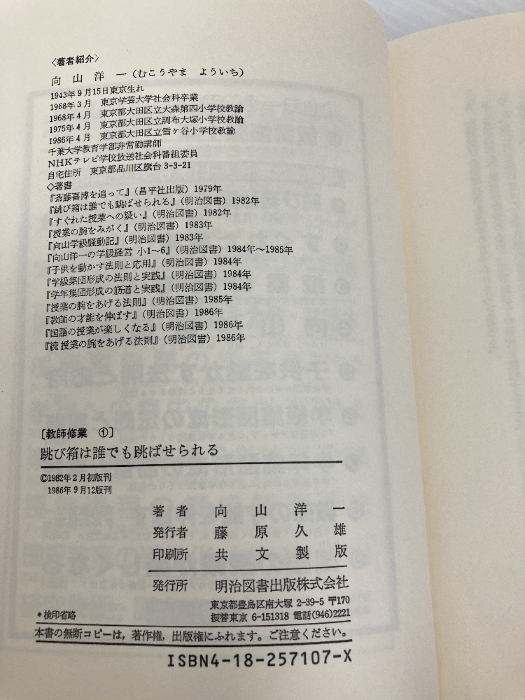 〈著者紹介〉
向山洋一(むこうやま よういち)
1943年9月15日東京生れ
1968年3月 東京学芸大学社会科卒業
1968年4月 東京都大田区立大森第四小学校教諭
1975年4月 東京都大田区立調布大塚小学校教諭
1986年4月 東京都大田区立雪ヶ谷小学校教諭
千葉大学教育学部非常勤講師
NHKテレビ学校放送社会科番組委員
自宅住所 東京都品川区旗台3-3-21
◇著書
『斎藤喜博を追って』(昌平社出版)1979年
『跳び箱は誰でも跳ばせられる』(明治図書)1982年
『すぐれた授業への疑い』(明治図書)1982年
『授業の腕をみがく』(明治図書)1983年
『向山学級騒動記』(明治図書)1983年
『向山洋一の学級経営 小1~6』(明治図書)1984年~1985年
『子供を動かす法則と応用』(明治図書)1984年
『学級集団形成の法則と実践』(明治図書)1984年
『学年集団形成の筋道と実践』(明治図書)1984年
『授業の腕をあげる法則』(明治図書)1985年
『教師の才能を伸ばす』(明治図書)1986年
『国語の授業が楽しくなる』(明治図書)1986年
『続 授業の腕をあげる法則』(明治図書)1986年
〔教師修業 ①〕
跳び箱は誰でも跳ばせられる
©1982年2月初版刊
1986年9月12版刊
著者 向山洋一
発行者 藤原久雄
印刷所 共文製版
発行所 明治図書出版株式会社
東京都豊島区南大塚 2-39-5 〒170
振替東京 6-151318 電話(946)2221
*検印省略
本書の無断コピーは,著作権,出版権にふれます。ご注意ください。
ISBN4-18-257107-X